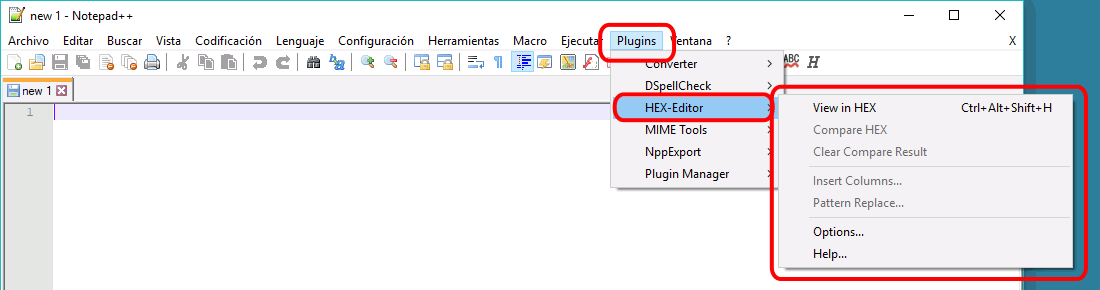 new 1 - Notepad++
Archivo Editar Buscar Vista Codificación Lenguaje Configuración Herramientas Macro Ejecutar Plugins Ventana ? X
ABC H
new 1
1
Converter
DSpellCheck
HEX-Editor
MIME Tools
NppExport
Plugin Manager
View in HEX Ctrl+Alt+Shift+H
Compare HEX
Clear Compare Result
Insert Columns...
Pattern Replace...
Options...
Help...